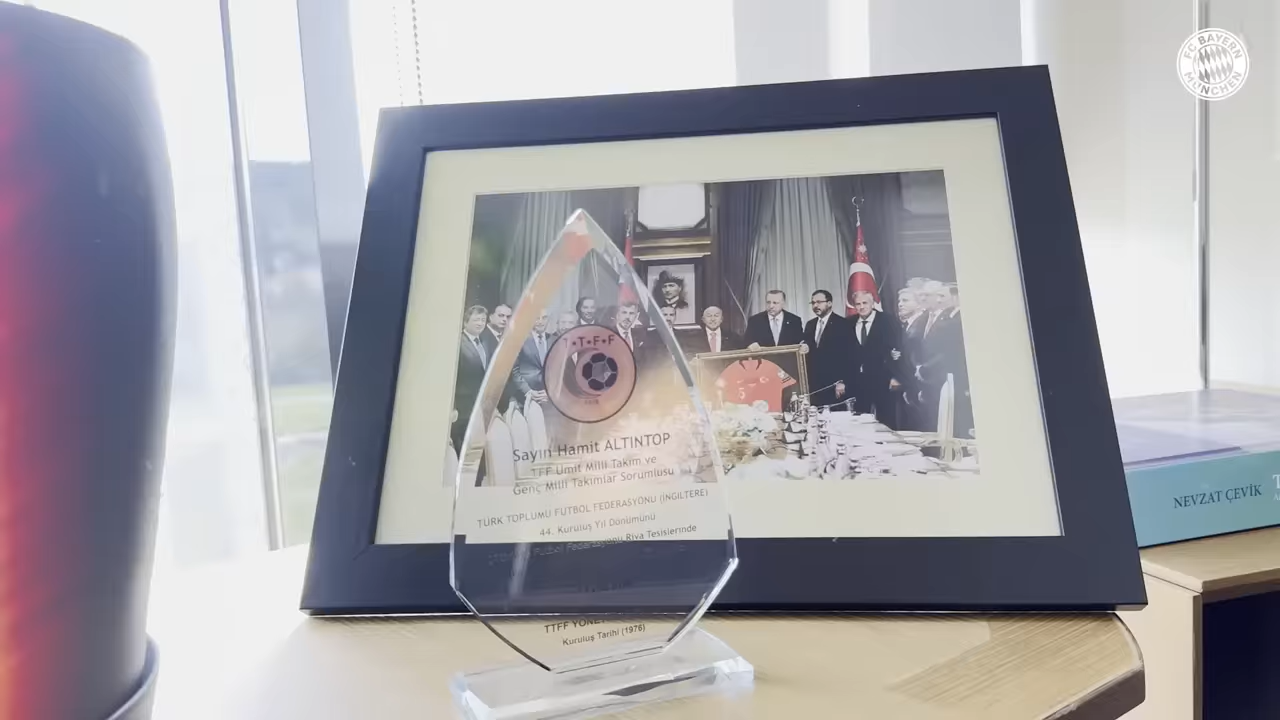 FC BAYERN
MÜNCHEN
T•T•F•F
Sayın Hamit ALTINTOP
TFF Ümit Milli Takım ve
Genç Milli Takımlar Sorumlusu
TÜRK TOPLUMU FUTBOL FEDERASYONU (İNGİLTERE)
44. Kuruluş Yıl Dönümünü
Futbol Federasyonu Riva Tesislerinde
TTFF
Kuruluş Tarihi (1976)
5
NEVZAT ÇEVİK